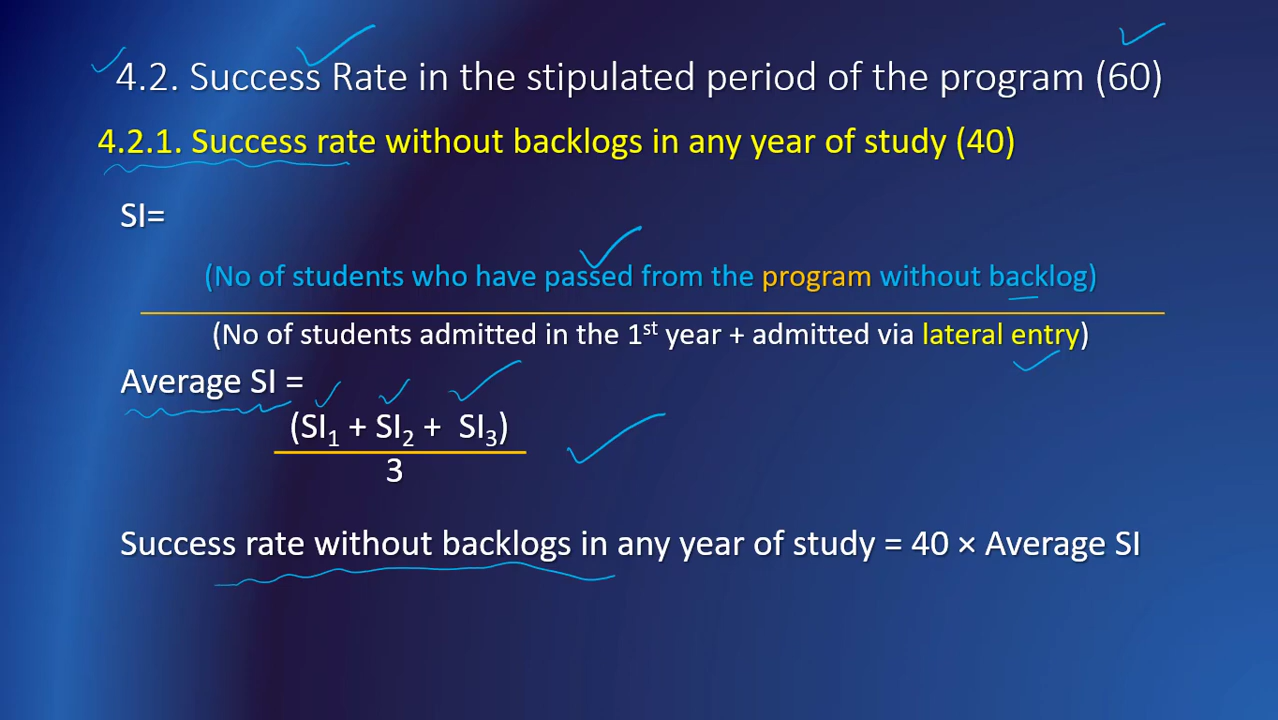 4.2. Success Rate in the stipulated period of the program (60)
4.2.1. Success rate without backlogs in any year of study (40)
SI=
(No of students who have passed from the program without backlog)
(No of students admitted in the 1st year + admitted via lateral entry)
Average SI =
(SI1 + SI2 + SI3)
3
Success rate without backlogs in any year of study = 40 × Average SI